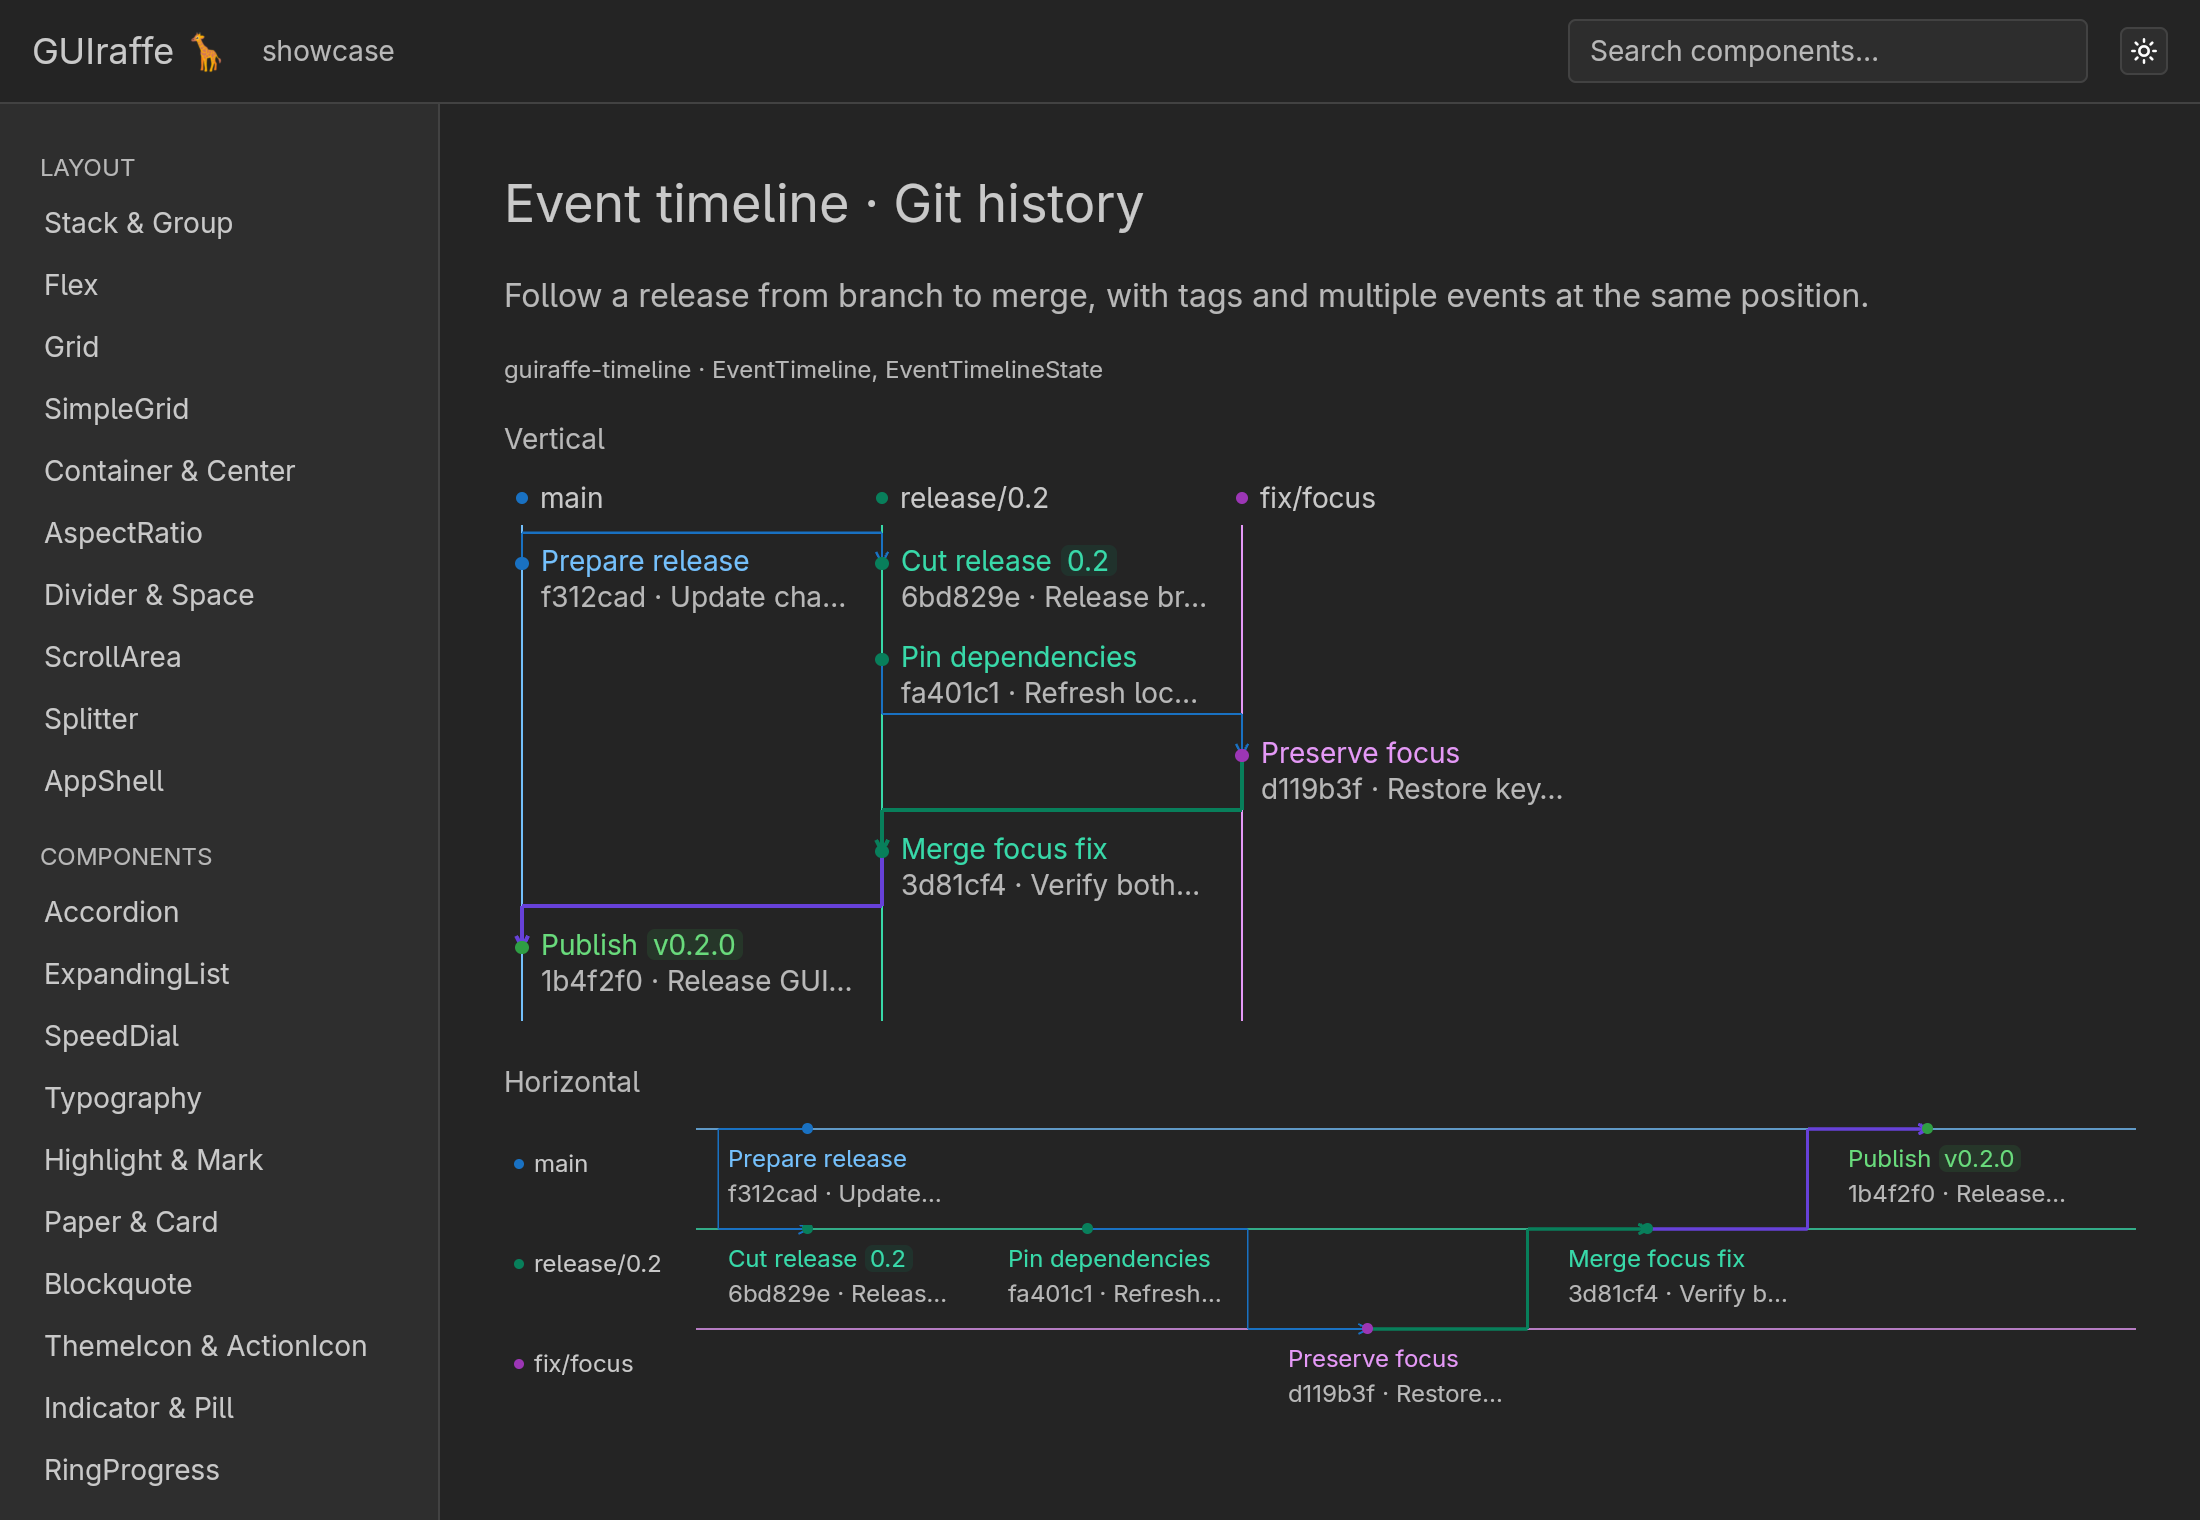 GUIraffe 🦒 showcase
Search components...
LAYOUT
Stack & Group
Flex
Grid
SimpleGrid
Container & Center
AspectRatio
Divider & Space
ScrollArea
Splitter
AppShell
COMPONENTS
Accordion
ExpandingList
SpeedDial
Typography
Highlight & Mark
Paper & Card
Blockquote
ThemeIcon & ActionIcon
Indicator & Pill
RingProgress
Event timeline · Git history
Follow a release from branch to merge, with tags and multiple events at the same position.
guiraffe-timeline · EventTimeline, EventTimelineState
Vertical
main
release/0.2
fix/focus
Prepare release
f312cad · Update cha...
Cut release 0.2
6bd829e · Release br...
Pin dependencies
fa401c1 · Refresh loc...
Preserve focus
d119b3f · Restore key...
Merge focus fix
3d81cf4 · Verify both...
Publish v0.2.0
1b4f2f0 · Release GUI...
Horizontal
main
Prepare release
f312cad · Update...
Publish v0.2.0
1b4f2f0 · Release...
release/0.2
Cut release 0.2
6bd829e · Releas...
Pin dependencies
fa401c1 · Refresh...
Merge focus fix
3d81cf4 · Verify b...
fix/focus
Preserve focus
d119b3f · Restore...